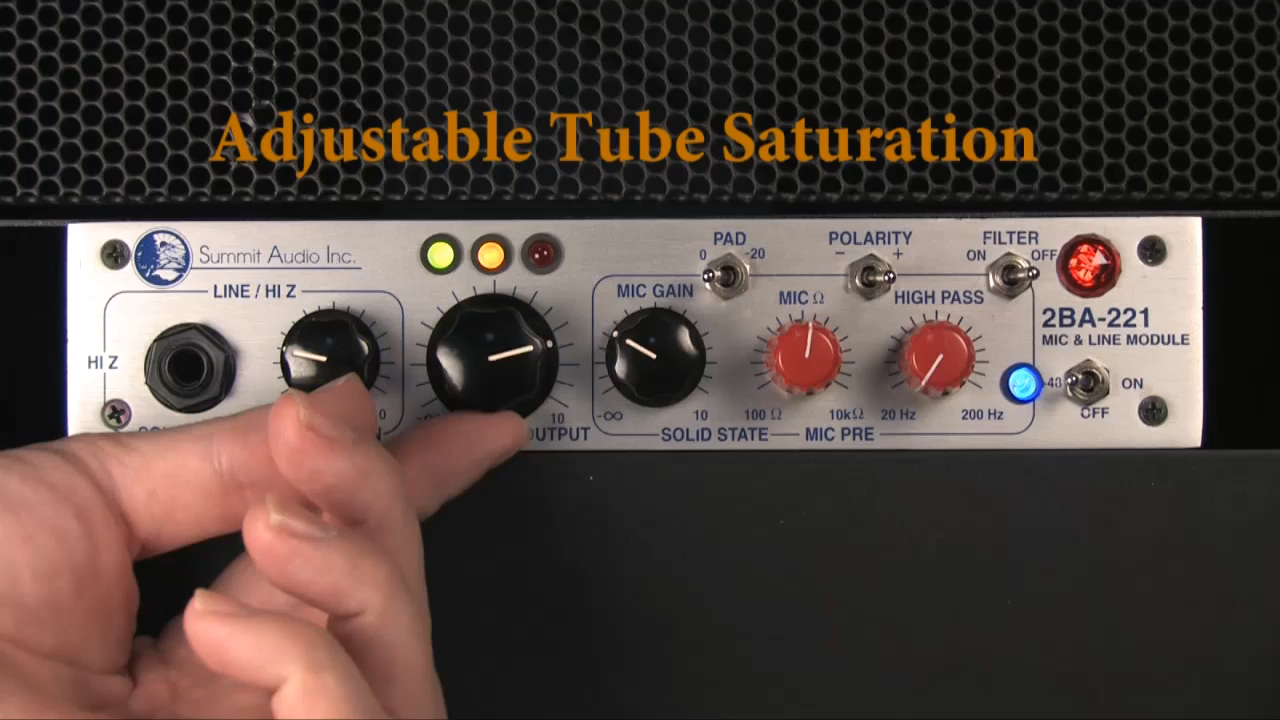 Adjustable Tube Saturation
Summit Audio Inc.
LINE / HI Z
HI Z
10
OUTPUT
MIC GAIN
-∞
10
PAD
0 -20
POLARITY
- +
FILTER
ON OFF
MIC Ω
100 Ω 10kΩ
HIGH PASS
20 Hz 200 Hz
SOLID STATE MIC PRE
2BA-221
MIC & LINE MODULE
-48
ON
OFF